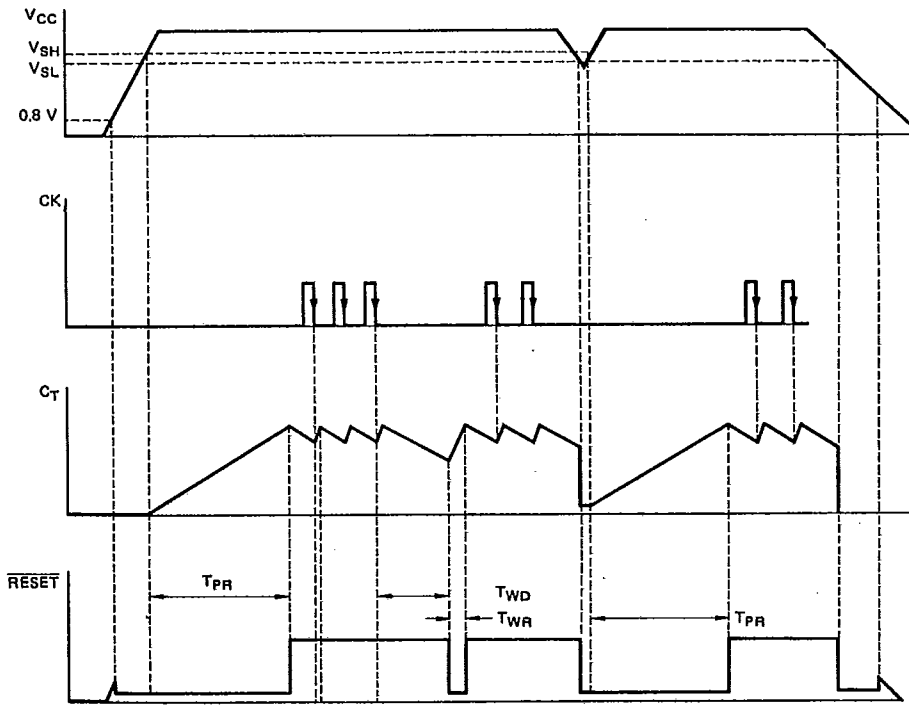 VCC
VSH
VSL
0,8 V
CK
CT
RESET
TPR
TWD
TWR
TPR